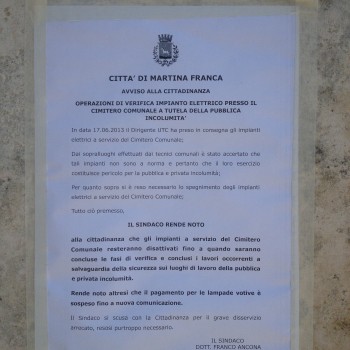 CITTA' DI MARTINA FRANCA
AVVISO ALLA CITTADINANZA
OPERAZIONI DI VERIFICA IMPIANTO ELETTRICO PRESSO IL
CIMITERO COMUNALE A TUTELA DELLA PUBBLICA
INCOLUMITA'
In data 17.06.2013 il Dirigente UTC ha preso in consegna gli impianti
elettrici a servizio del Cimitero Comunale;
Dai sopralluoghi effettuati dai tecnici comunali è stato accertato che
tali impianti non sono a norma e pertanto che il loro esercizio
costituisce pericolo per la pubblica e privata incolumità;
Per quanto sopra si è reso necessario lo spegnimento degli impianti
elettrici a servizio del Cimitero Comunale;
Tutto ciò premesso,
IL SINDACO RENDE NOTO
alla cittadinanza che gli impianti a servizio del Cimitero
Comunale resteranno disattivati fino a quando saranno
concluse le fasi di verifica e conclusi i lavori occorrenti a
salvaguardia della sicurezza sui luoghi di lavoro della pubblica
e privata incolumità.
Rende noto altresì che il pagamento per le lampade votive è
sospeso fino a nuova comunicazione.
Il Sindaco si scusa con la Cittadinanza per il grave disservizio
arrecato, resosi purtroppo necessario.
IL SINDACO
DOTT. FRANCO ANCONA